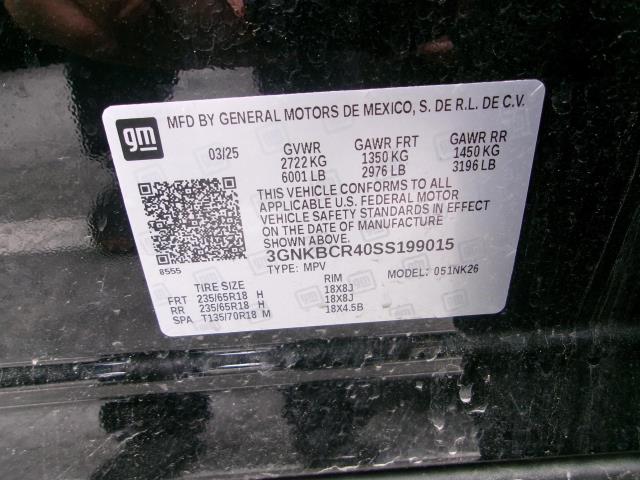 gm
MFD BY GENERAL MOTORS DE MEXICO, S. DE R.L. DE C.V.
03/25 GVWR GAWR FRT GAWR RR
2722 KG 1350 KG 1450 KG
6001 LB 2976 LB 3196 LB
THIS VEHICLE CONFORMS TO ALL
APPLICABLE U.S. FEDERAL MOTOR
VEHICLE SAFETY STANDARDS IN EFFECT
ON THE DATE OF MANUFACTURE
SHOWN ABOVE.
3GNKBCR40SS199015
8555 TYPE: MPV MODEL: 051NK26
TIRE SIZE RIM
FRT 235/65R18 H 18X8J
RR 235/65R18 H 18X8J
SPA T135/70R18 M 18X4.5B